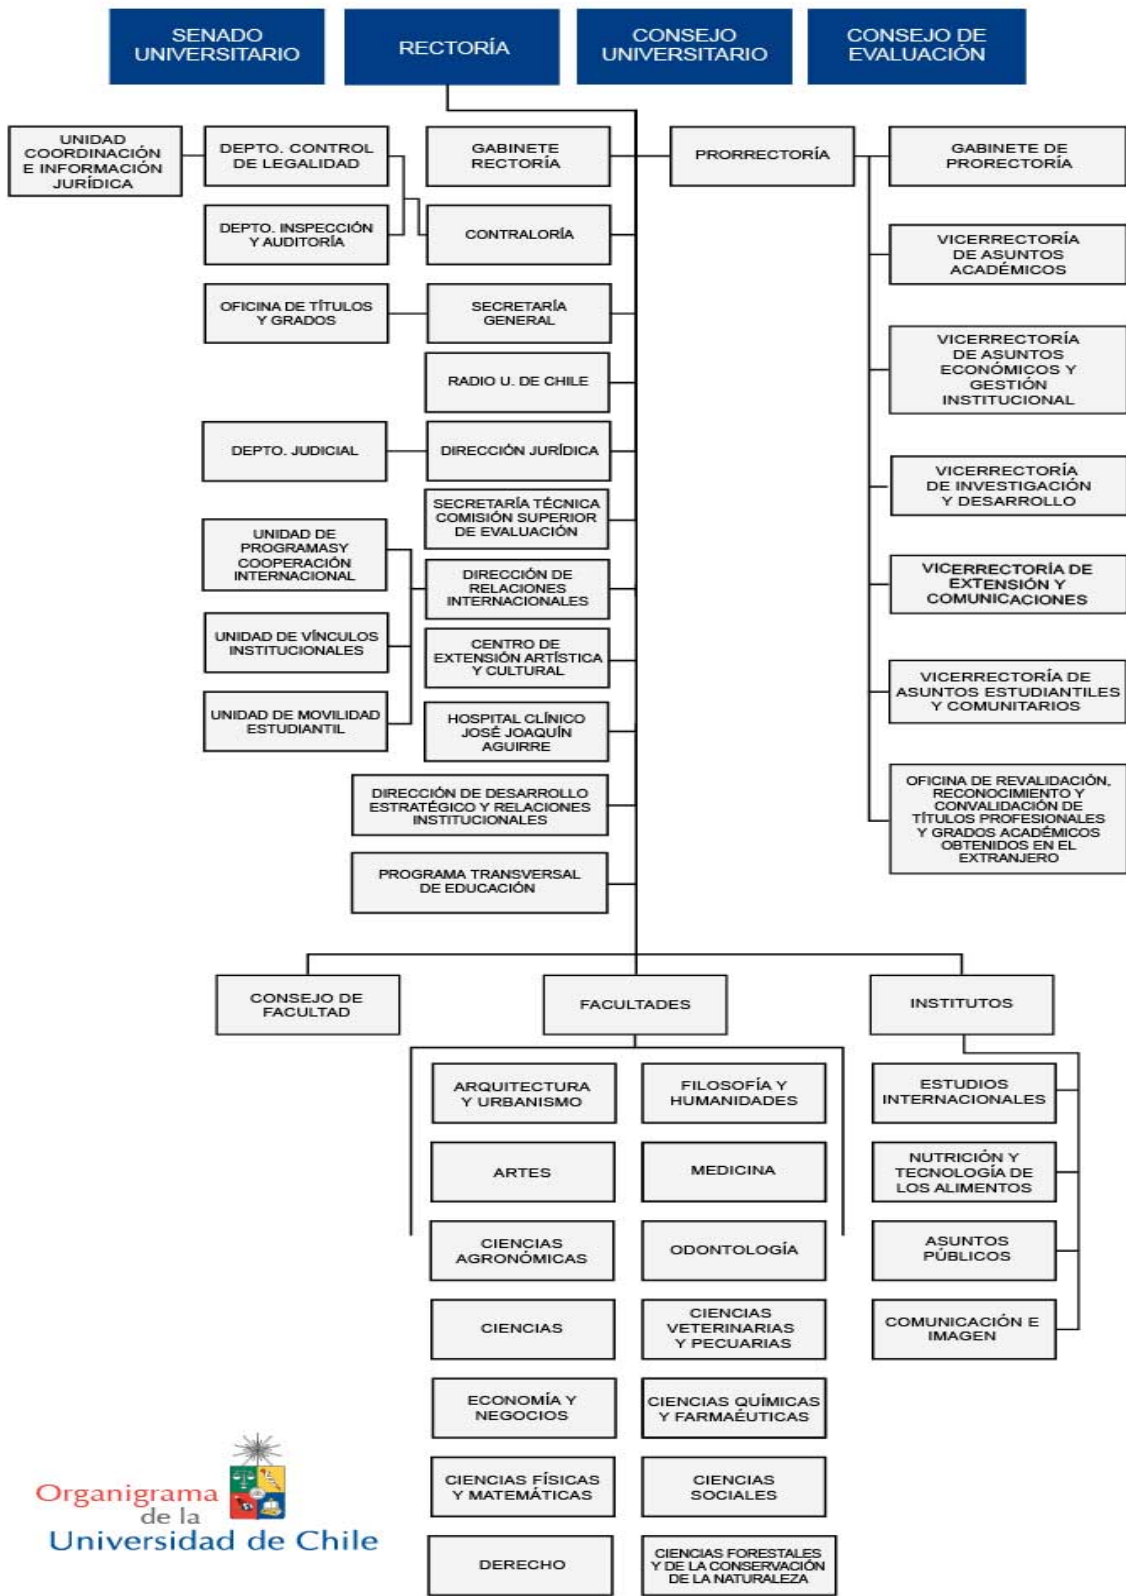 SENADO
UNIVERSITARIO
RECTORÍA
CONSEJO
UNIVERSITARIO
CONSEJO DE
EVALUACIÓN
UNIDAD
COORDINACIÓN
E INFORMACIÓN
JURÍDICA
DEPTO. CONTROL
DE LEGALIDAD
GABINETE
RECTORÍA
PRORRECTORÍA
GABINETE DE
PRORECTORÍA
DEPTO. INSPECCIÓN
Y AUDITORÍA
CONTRALORÍA
VICERRECTORÍA
DE ASUNTOS
ACADÉMICOS
OFICINA DE TÍTULOS
Y GRADOS
SECRETARÍA
GENERAL
VICERRECTORÍA
DE ASUNTOS
ECONÓMICOS Y
GESTIÓN
INSTITUCIONAL
RADIO U. DE CHILE
DEPTO. JUDICIAL
DIRECCIÓN JURÍDICA
VICERRECTORÍA
DE INVESTIGACIÓN
Y DESARROLLO
SECRETARÍA TÉCNICA
COMISIÓN SUPERIOR
DE EVALUACIÓN
UNIDAD DE
PROGRAMASY
COOPERACIÓN
INTERNACIONAL
DIRECCIÓN DE
RELACIONES
INTERNACIONALES
VICERRECTORÍA DE
EXTENSIÓN Y
COMUNICACIONES
UNIDAD DE VÍNCULOS
INSTITUCIONALES
CENTRO DE
EXTENSIÓN ARTÍSTICA
Y CULTURAL
VICERRECTORÍA DE
ASUNTOS ESTUDIANTILES
Y COMUNITARIOS
UNIDAD DE MOVILIDAD
ESTUDIANTIL
HOSPITAL CLÍNICO
JOSÉ JOAQUÍN
AGUIRRE
DIRECCIÓN DE DESARROLLO
ESTRATÉGICO Y RELACIONES
INSTITUCIONALES
OFICINA DE REVALIDACIÓN,
RECONOCIMIENTO Y
CONVALIDACIÓN DE
TÍTULOS PROFESIONALES
Y GRADOS ACADÉMICOS
OBTENIDOS EN EL
EXTRANJERO
PROGRAMA TRANSVERSAL
DE EDUCACIÓN
CONSEJO DE
FACULTAD
FACULTADES
INSTITUTOS
ARQUITECTURA
Y URBANISMO
FILOSOFÍA Y
HUMANIDADES
ESTUDIOS
INTERNACIONALES
ARTES
MEDICINA
NUTRICIÓN Y
TECNOLOGÍA DE
LOS ALIMENTOS
CIENCIAS
AGRONÓMICAS
ODONTOLOGÍA
ASUNTOS
PÚBLICOS
CIENCIAS
CIENCIAS
VETERINARIAS
Y PECUARIAS
COMUNICACIÓN E
IMAGEN
ECONOMÍA Y
NEGOCIOS
CIENCIAS QUÍMICAS
Y FARMAÉUTICAS
CIENCIAS FÍSICAS
Y MATEMÁTICAS
CIENCIAS
SOCIALES
DERECHO
CIENCIAS FORESTALES
Y DE LA CONSERVACIÓN
DE LA NATURALEZA
Organigrama
de la
Universidad de Chile